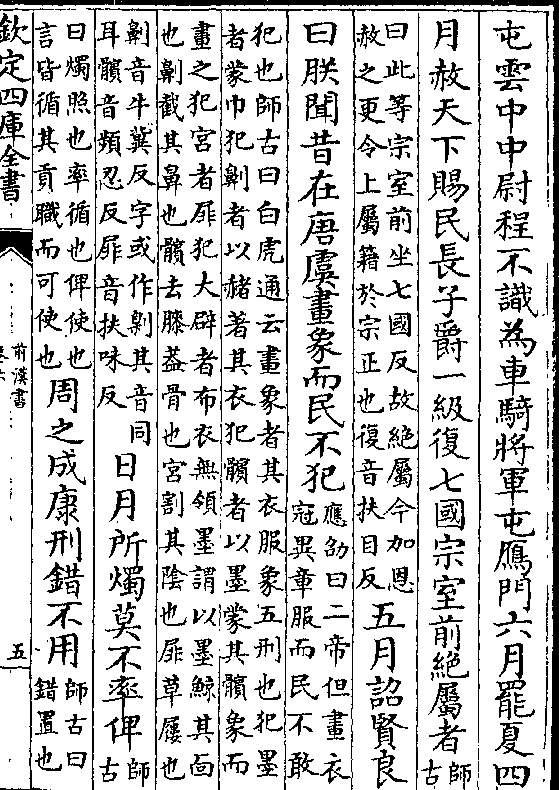 屯雲中中尉程不識為車騎將軍屯鴈門六月罷夏四
月赦天下賜民長子爵一級復七國宗室前絕屬者師古
曰此等宗室前坐七國反故絕屬今加恩
赦之更令上屬籍於宗正也復音扶目反
五月詔賢良
曰朕聞昔在唐虞畫象而民不犯
應劭曰二帝但畫衣
冠異章服而民不敢
犯也師古曰白虎通云畫象者其衣服象五刑也犯墨
者蒙巾犯劓者以赭著其衣犯髕者以墨蒙其髕象而
畫之犯宮者屝犯大辟者布衣無領墨謂以墨鯨其面
也劓截其鼻也髕去膝蓋骨也宮割其陰也屝草屨也
劓音牛冀反字或作劓其音同
耳髕音頻忍反屝音扶味反
日月所燭莫不率俾師古
曰燭照也率循也俾使也
言皆循其貢職而可使也
周之成康刑錯不用
師古曰
錯置也
欽定四庫全書
前漢書
五